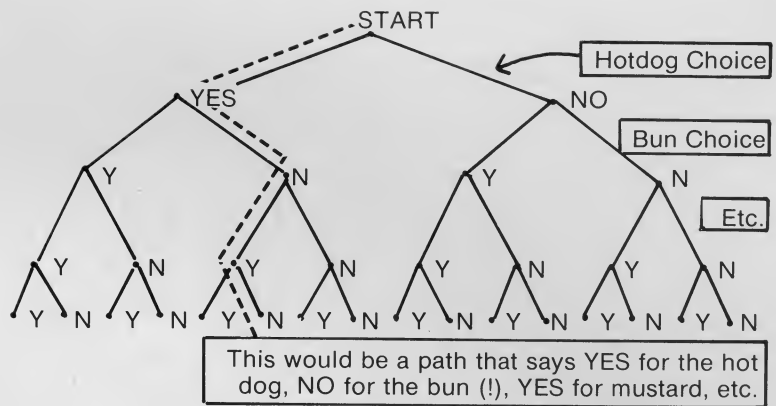 START
Hotdog Choice
YES
NO
Bun Choice
Y
N
Y
N
Etc.
Y
N
Y
N
Y
N
Y
N
Y N Y N Y N Y N Y N Y N Y N Y N
This would be a path that says YES for the hot
dog, NO for the bun (!), YES for mustard, etc.